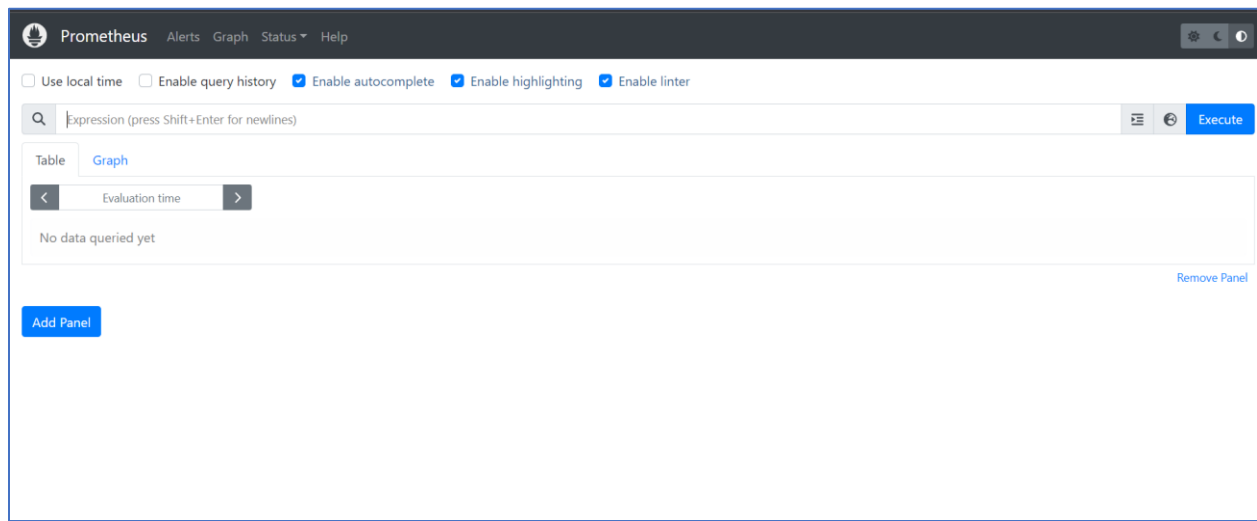 Prometheus Alerts Graph Status Help
Use local time Enable query history Enable autocomplete Enable highlighting Enable linter
Expression (press Shift+Enter for newlines) Execute
Table Graph
Evaluation time
No data queried yet
Remove Panel
Add Panel